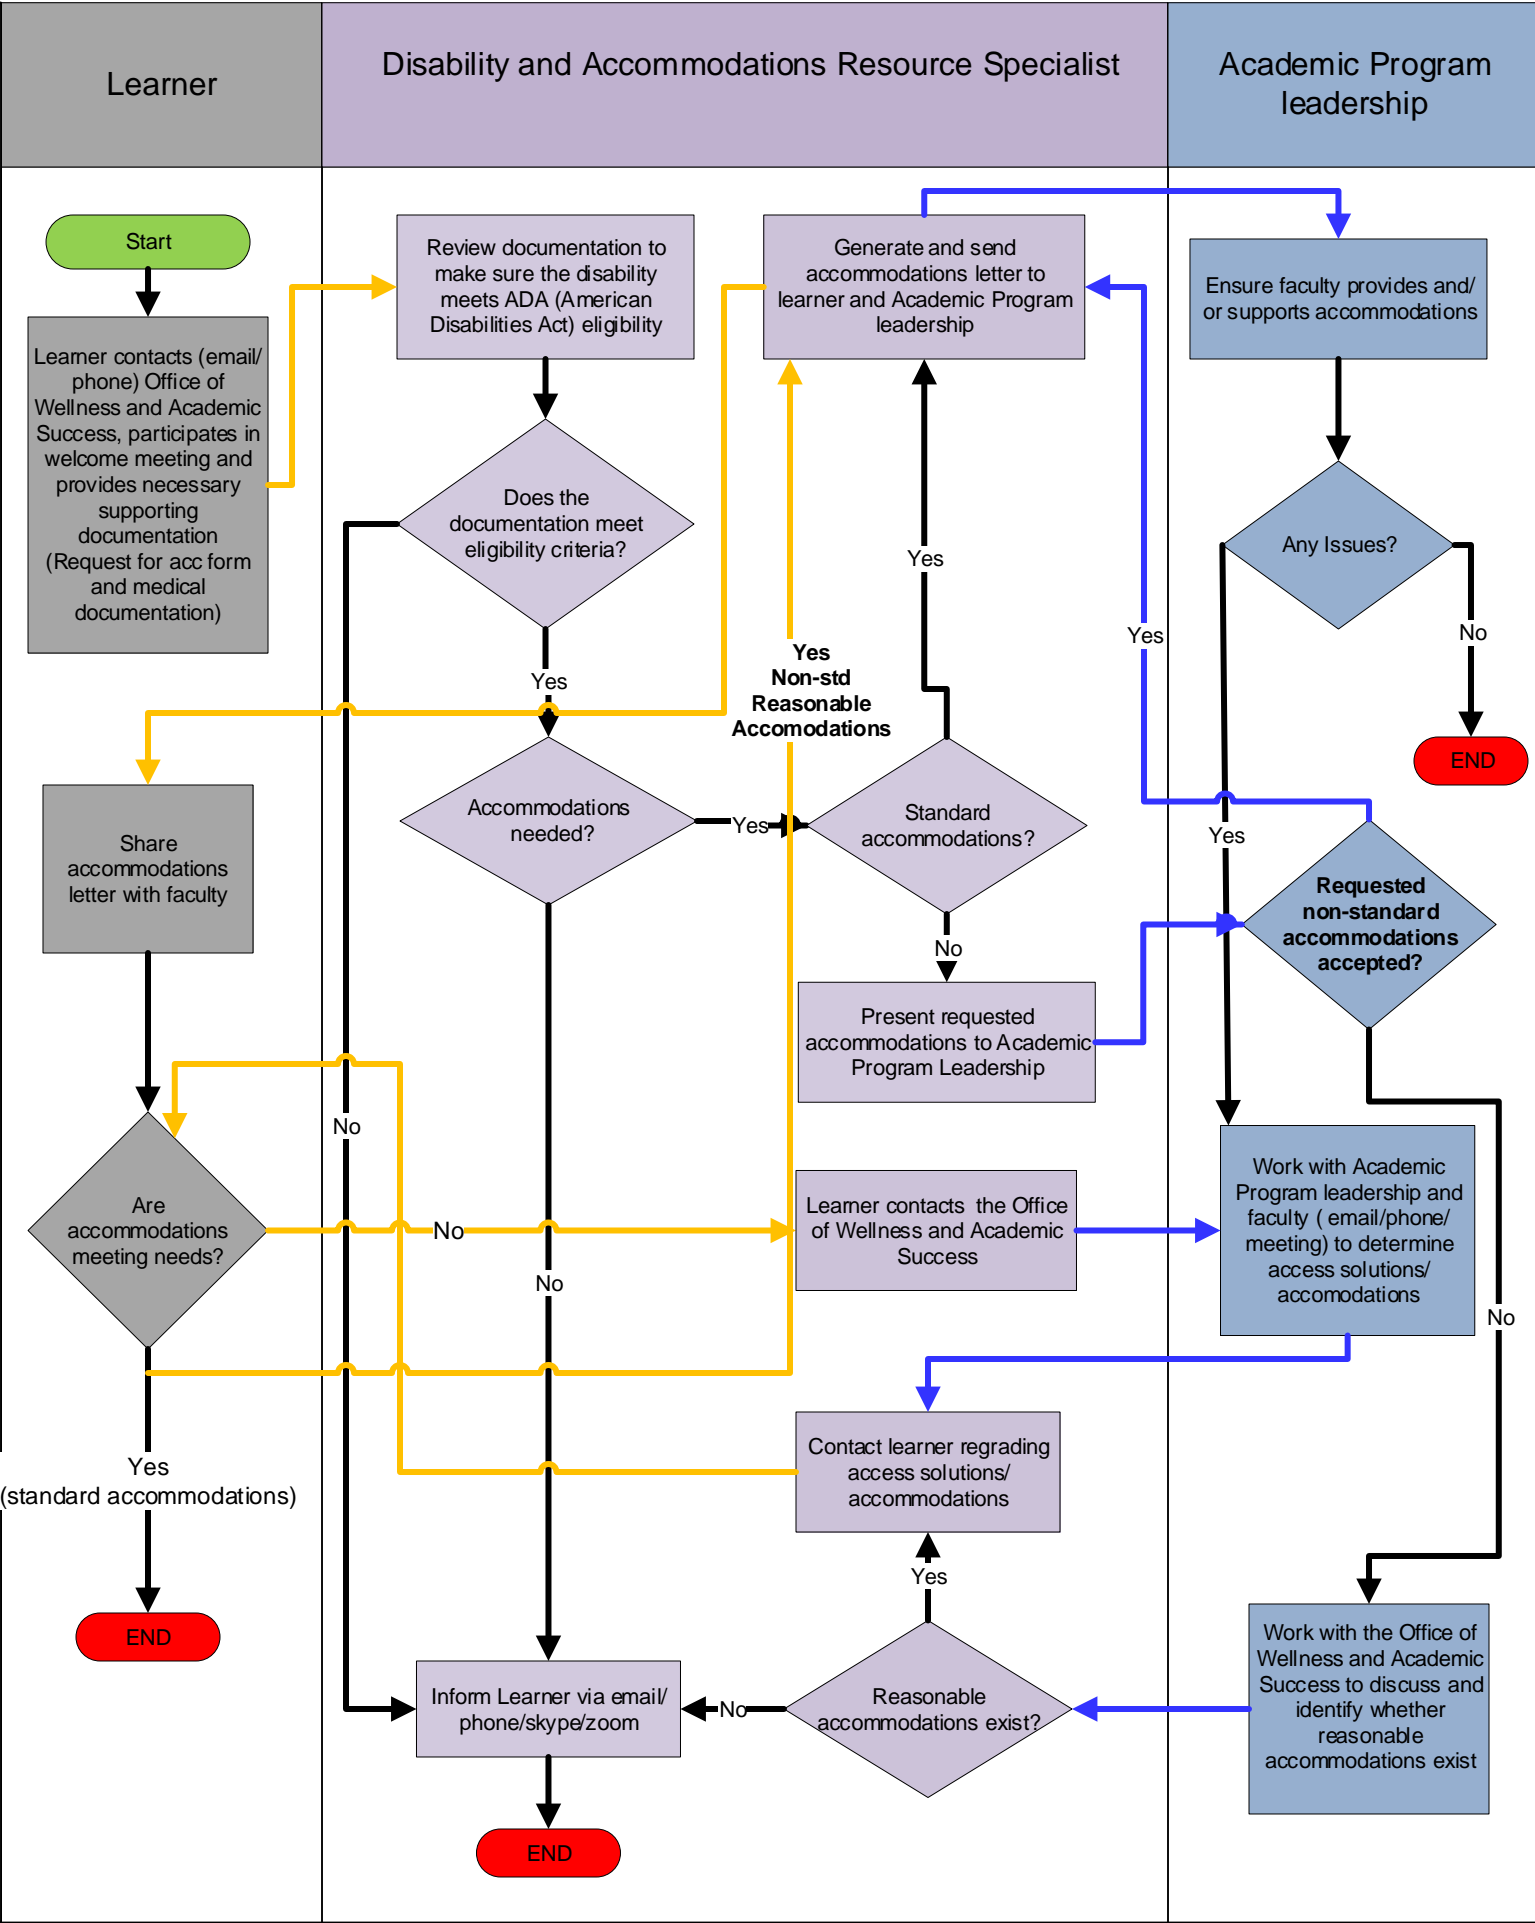 Learner
Disability and Accommodations Resource Specialist
Academic Program
leadership
Start
Learner contacts (email/
phone) Office of
Wellness and Academic
Success, participates in
welcome meeting and
provides necessary
supporting
documentation
(Request for acc form
and medical
documentation)
Share
accommodations
letter with faculty
Are
accommodations
meeting needs?
Yes
(standard accommodations)
END
Review documentation to
make sure the disability
meets ADA (American
Disabilities Act) eligibility
Does the
documentation meet
eligibility criteria?
Yes
No
Accommodations
needed?
Yes
No
No
Inform Learner via email/
phone/skype/zoom
END
Generate and send
accommodations letter to
learner and Academic Program
leadership
Yes
Yes
Non-std
Reasonable
Accomodations
Standard
accommodations?
No
Present requested
accommodations to Academic
Program Leadership
Learner contacts the Office
of Wellness and Academic
Success
Contact learner regrading
access solutions/
accommodations
Yes
Reasonable
accommodations exist?
No
Ensure faculty provides and/
or supports accommodations
Any Issues?
No
END
Yes
Yes
Requested
non-standard
accommodations
accepted?
Work with Academic
Program leadership and
faculty ( email/phone/
meeting) to determine
access solutions/
accomodations
No
Work with the Office of
Wellness and Academic
Success to discuss and
identify whether
reasonable
accommodations exist